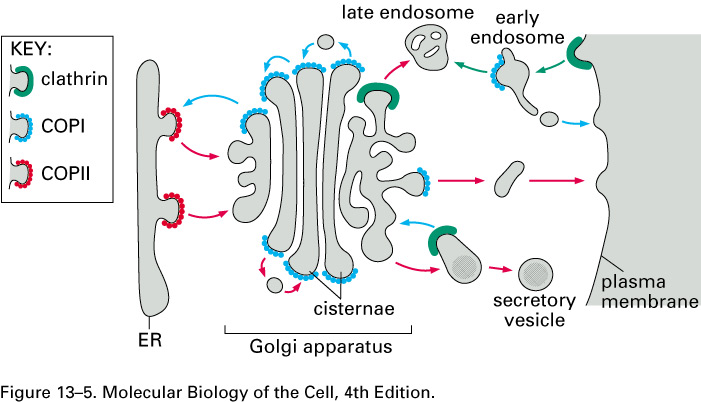 KEY:
clathrin
COPI
COPII
late endosome
early
endosome
cisternae
ER
Golgi apparatus
secretory
vesicle
plasma
membrane
Figure 13–5. Molecular Biology of the Cell, 4th Edition.